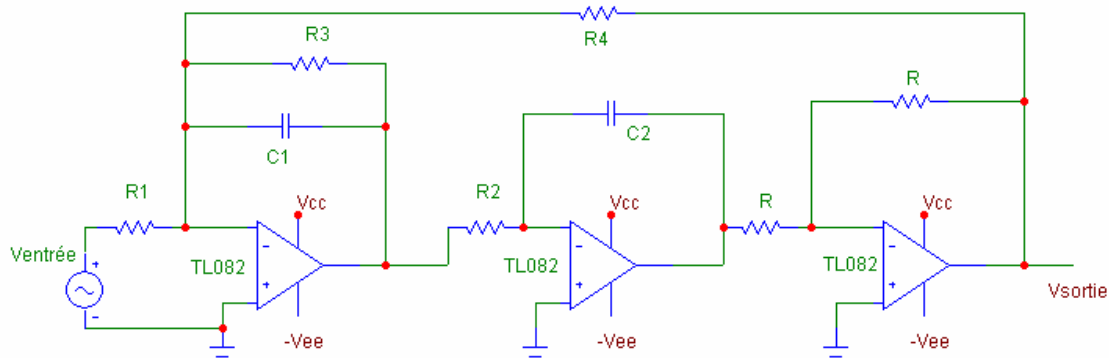 R4
R3
R
C1
C2
R1
R2
R
Vcc
Vcc
Vcc
Ventrée
+
-
-
+
TL082
-
+
TL082
-
+
TL082
Vsortie
-Vee
-Vee
-Vee